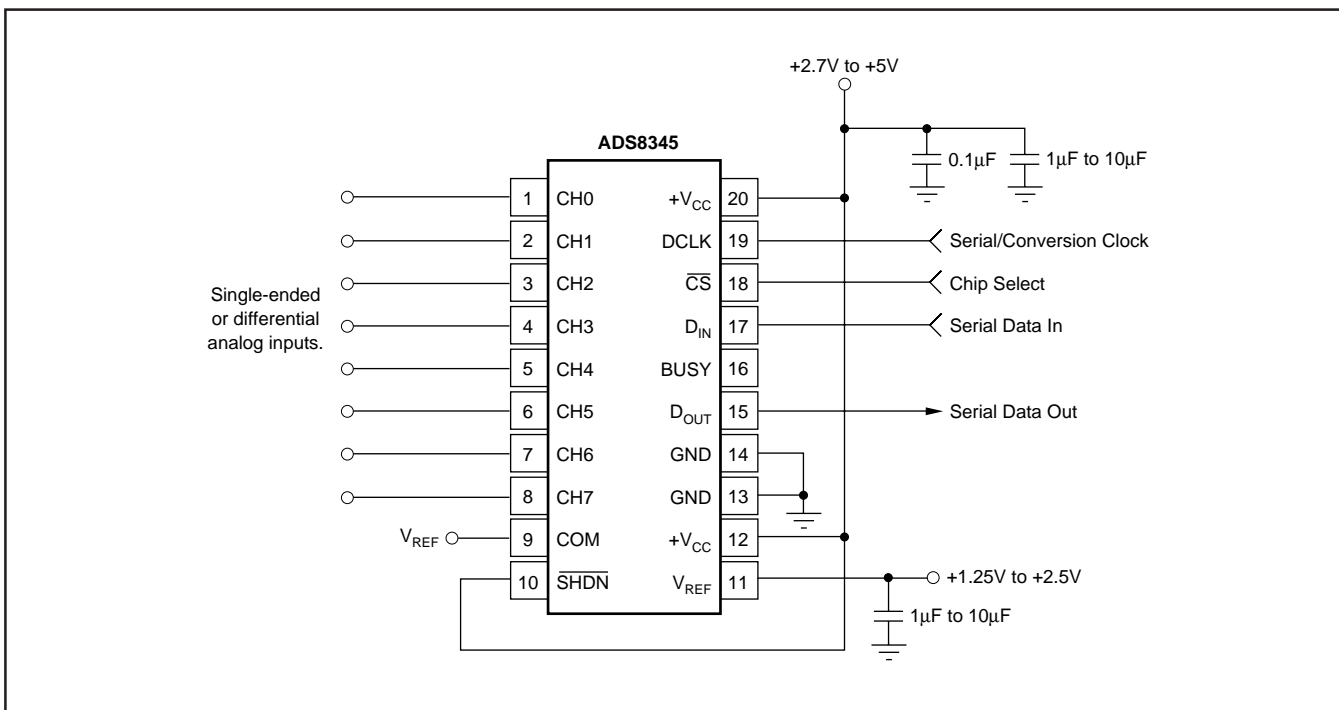 +2.7V to +5V
ADS8345
0.1μF
1μF to 10μF
1 CH0 +VCC 20
2 CH1 DCLK 19 Serial/Conversion Clock
3 CH2 CS 18 Chip Select
Single-ended
or differential
analog inputs.
4 CH3 DIN 17 Serial Data In
5 CH4 BUSY 16
6 CH5 DOUT 15 Serial Data Out
7 CH6 GND 14
8 CH7 GND 13
VREF 9 COM +VCC 12
10 SHDN VREF 11 +1.25V to +2.5V
1μF to 10μF